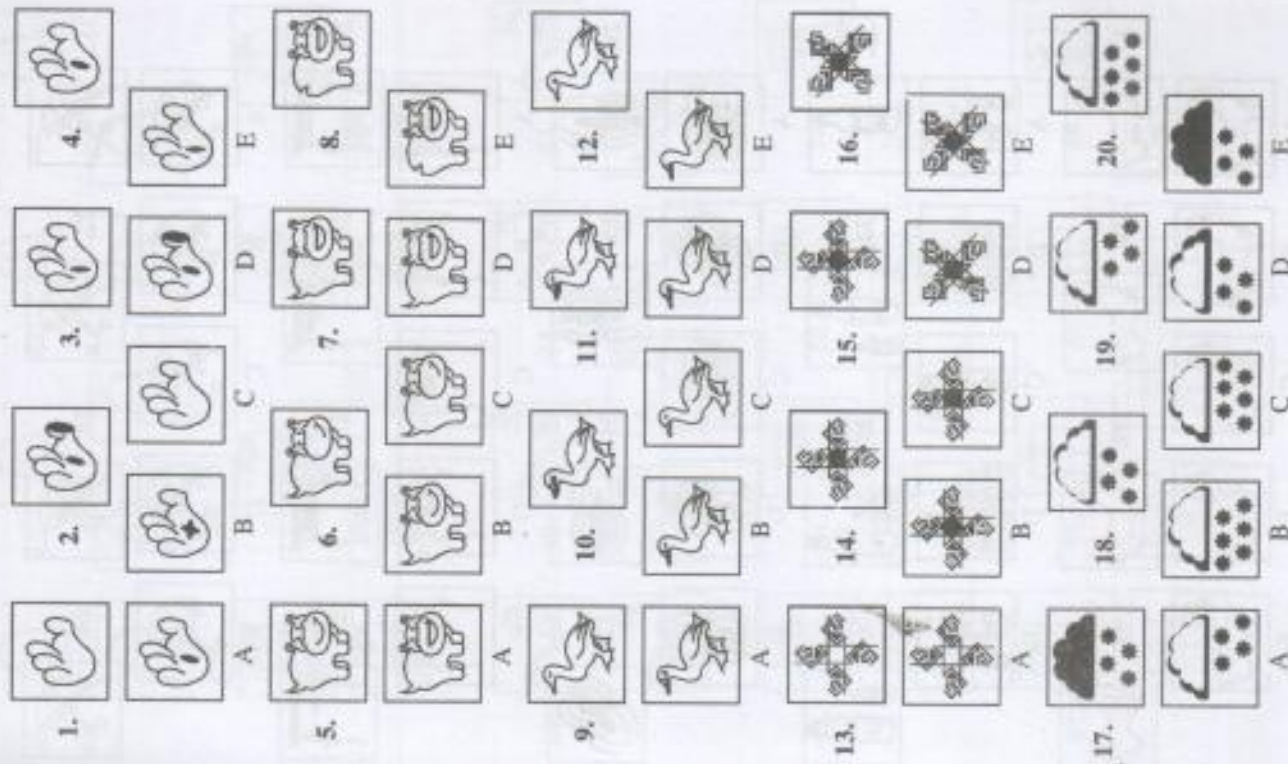 1. 2. 3. 4.
A B C D E
5. 6. 7. 8.
A B C D E
9. 10. 11. 12.
A B C D E
13. 14. 15. 16.
A B C D E
17. 18. 19. 20.
A B C D E